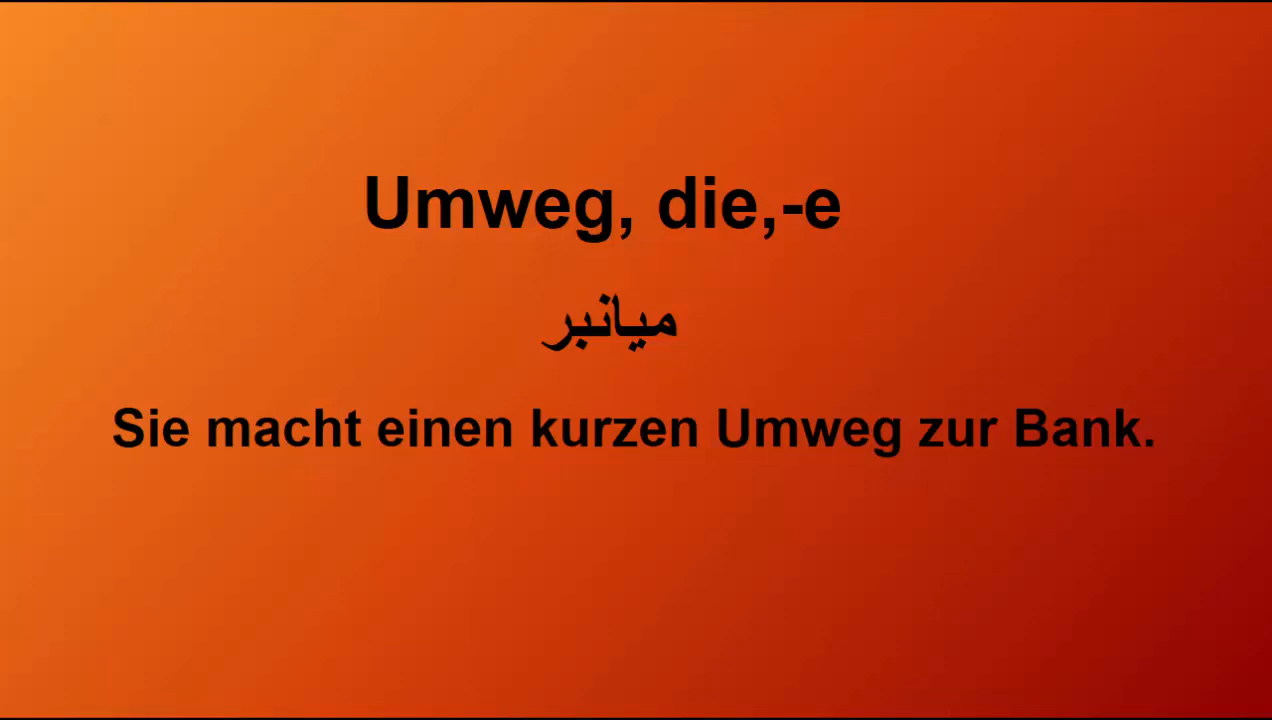 Umweg, die,-e
میانبر
Sie macht einen kurzen Umweg zur Bank.